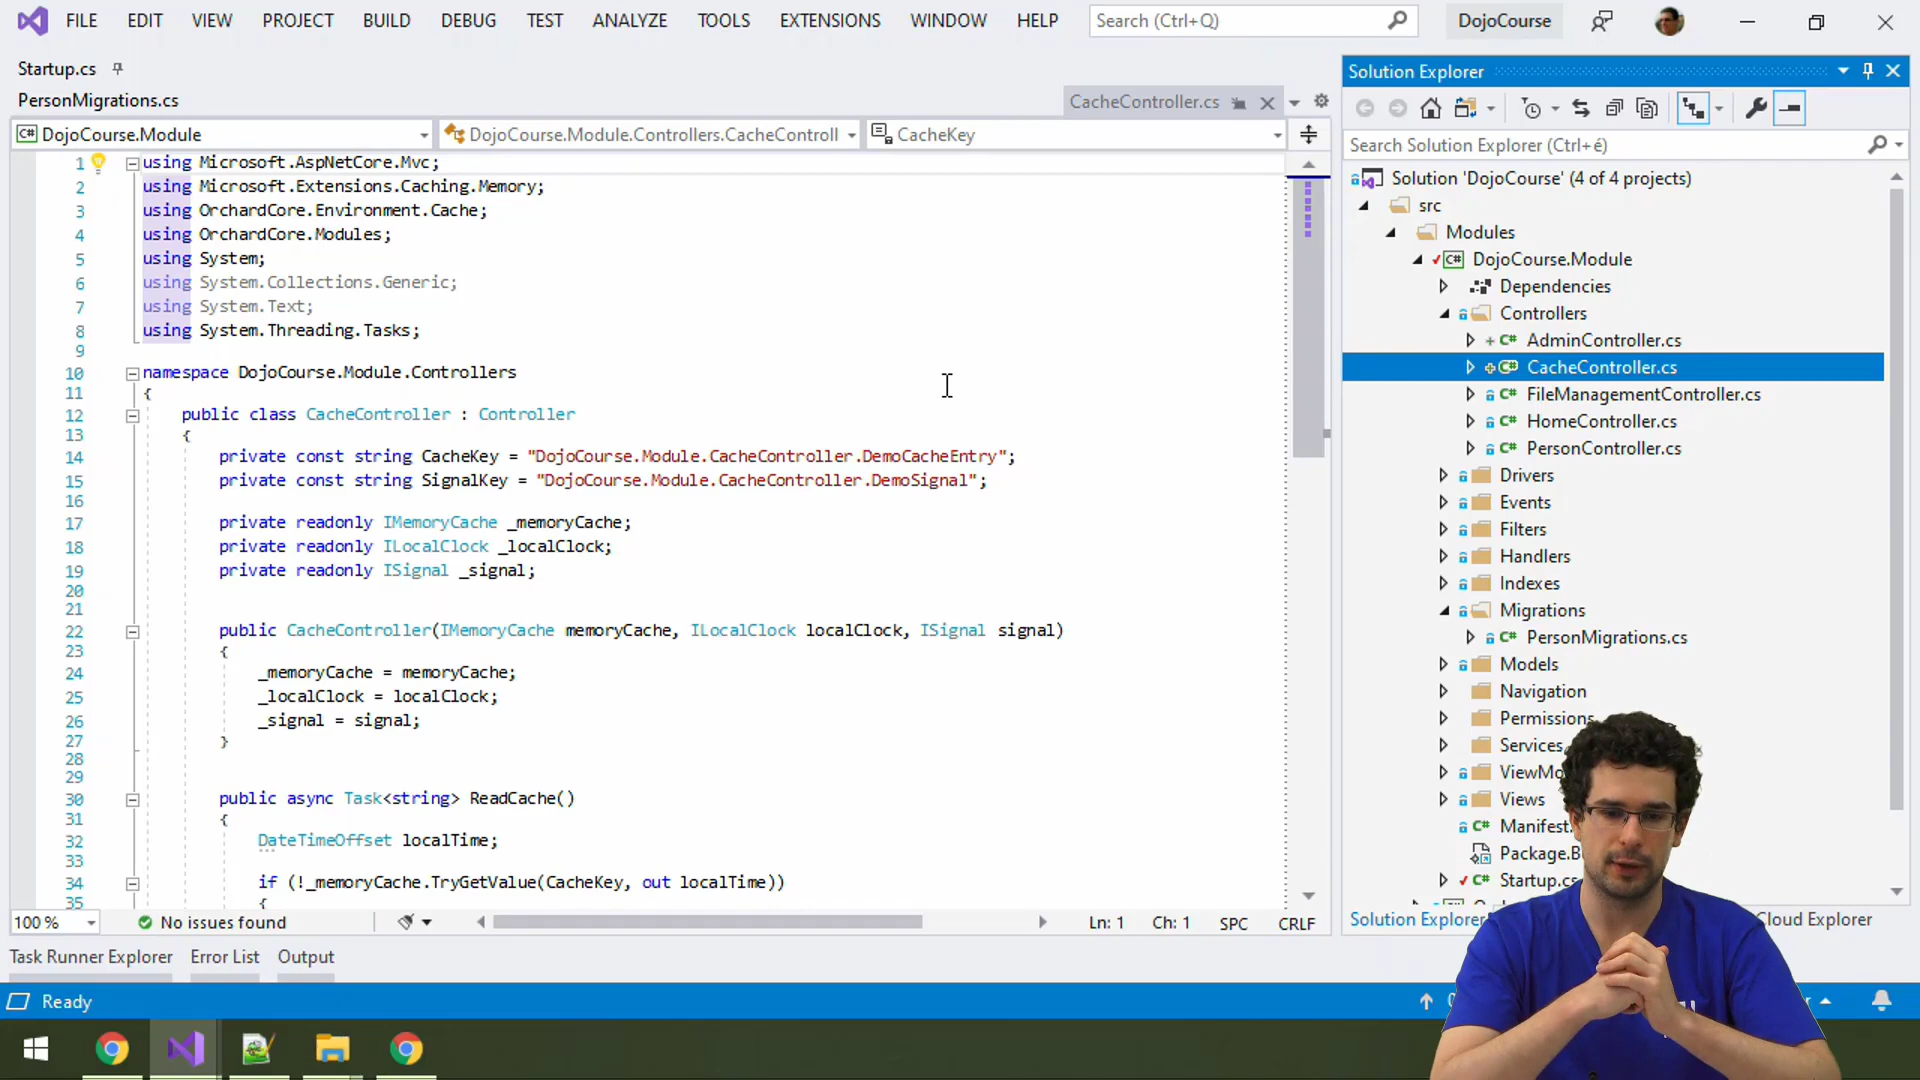 FILE EDIT VIEW PROJECT BUILD DEBUG TEST ANALYZE TOOLS EXTENSIONS WINDOW HELP Search (Ctrl+Q) DojoCourse
Startup.cs
PersonMigrations.cs CacheController.cs
DojoCourse.Module DojoCourse.Module.Controllers.CacheControll CacheKey
1 using Microsoft.AspNetCore.Mvc;
2 using Microsoft.Extensions.Caching.Memory;
3 using OrchardCore.Environment.Cache;
4 using OrchardCore.Modules;
5 using System;
6 using System.Collections.Generic;
7 using System.Text;
8 using System.Threading.Tasks;
9
10 namespace DojoCourse.Module.Controllers
11 {
12 public class CacheController : Controller
13 {
14 private const string CacheKey = "DojoCourse.Module.CacheController.DemoCacheEntry";
15 private const string SignalKey = "DojoCourse.Module.CacheController.DemoSignal";
16
17 private readonly IMemoryCache _memoryCache;
18 private readonly ILocalClock _localClock;
19 private readonly ISignal _signal;
20
21
22 public CacheController(IMemoryCache memoryCache, ILocalClock localClock, ISignal signal)
23 {
24 _memoryCache = memoryCache;
25 _localClock = localClock;
26 _signal = signal;
27 }
28
29
30 public async Task<string> ReadCache()
31 {
32 DateTimeOffset localTime;
33
34 if (!_memoryCache.TryGetValue(CacheKey, out localTime))
35 {
100 % No issues found Ln: 1 Ch: 1 SPC CRLF
Task Runner Explorer Error List Output
Ready
Solution Explorer
Search Solution Explorer (Ctrl+é)
Solution 'DojoCourse' (4 of 4 projects)
src
Modules
DojoCourse.Module
Dependencies
Controllers
AdminController.cs
CacheController.cs
FileManagementController.cs
HomeController.cs
PersonController.cs
Drivers
Events
Filters
Handlers
Indexes
Migrations
PersonMigrations.cs
Models
Navigation
Permissions
Services
ViewMo
Views
Manifest.
Package.B
Startup.cs
Solution Explorer Cloud Explorer